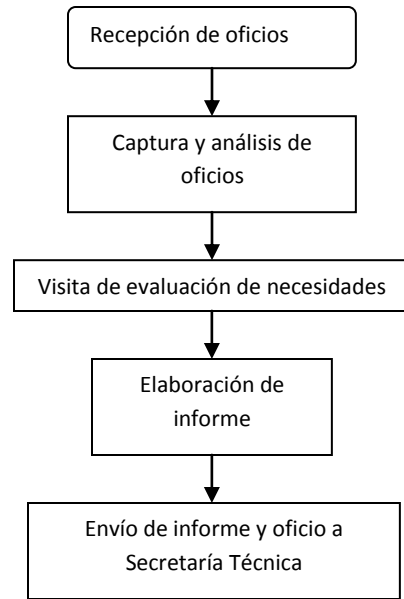 Recepción de oficios
Captura y análisis de
oficios
Visita de evaluación de necesidades
Elaboración de
informe
Envío de informe y oficio a
Secretaría Técnica